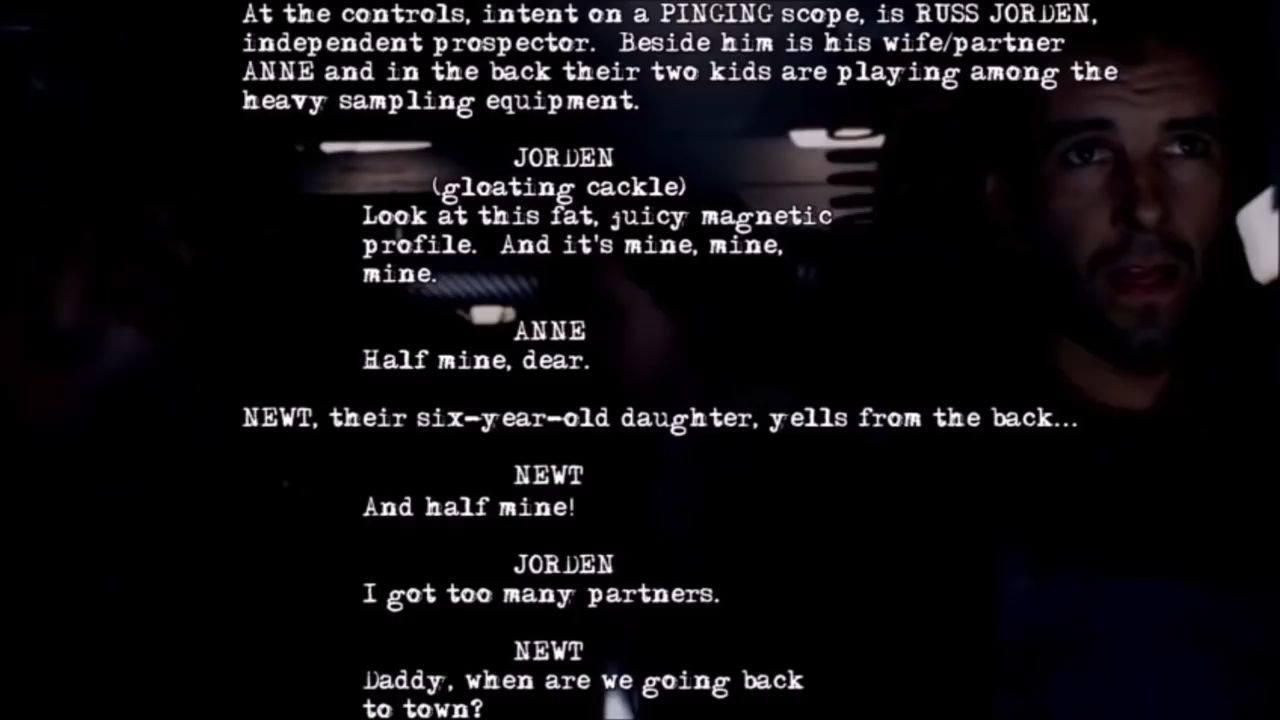 At the controls, intent on a PINGING scope, is RUSS JORDEN,
independent prospector. Beside him is his wife/partner
ANNE and in the back their two kids are playing among the
heavy sampling equipment.
JORDEN
(gloating cackle)
Look at this fat, juicy magnetic
profile. And it's mine, mine,
mine.
ANNE
Half mine, dear.
NEWT, their six-year-old daughter, yells from the back...
NEWT
And half mine!
JORDEN
I got too many partners.
NEWT
Daddy, when are we going back
to town?